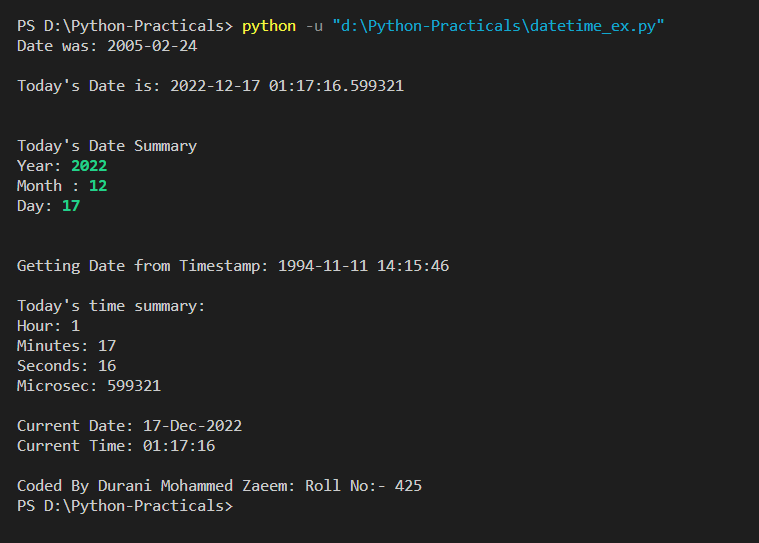 PS D:\Python-Practicals> python -u "d:\Python-Practicals\datetime_ex.py"
Date was: 2005-02-24
Today's Date is: 2022-12-17 01:17:16.599321
Today's Date Summary
Year: 2022
Month : 12
Day: 17
Getting Date from Timestamp: 1994-11-11 14:15:46
Today's time summary:
Hour: 1
Minutes: 17
Seconds: 16
Microsec: 599321
Current Date: 17-Dec-2022
Current Time: 01:17:16
Coded By Durani Mohammed Zaeem: Roll No:- 425
PS D:\Python-Practicals>